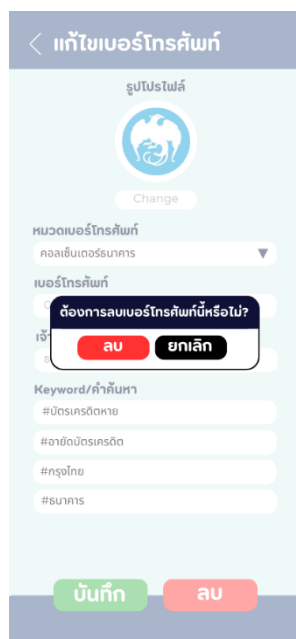 แก้ไขเบอร์โทรศัพท์
รูปโปรไฟล์
Change
หมวดเบอร์โทรศัพท์
คอลเซ็นเตอร์ธนาคาร
เบอร์โทรศัพท์
ต้องการลบเบอร์โทรศัพท์นี้หรือไม่?
ลบ ยกเลิก
Keyword/คำค้นหา
#บัตรเครดิตหาย
#อายัดบัตรเครดิต
#กรุงไทย
#ธนาคาร
บันทึก ลบ